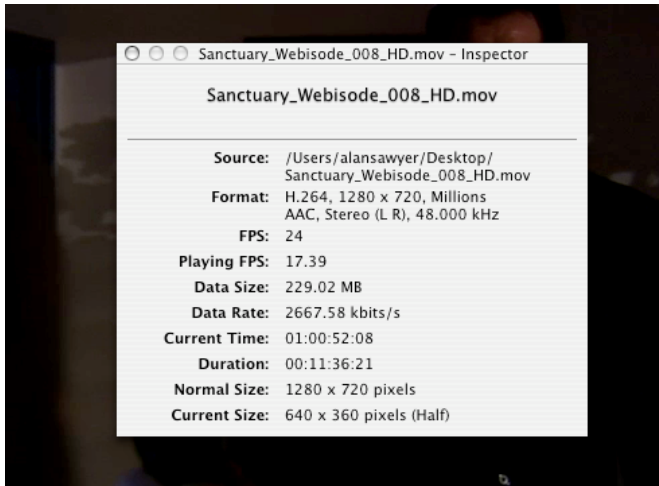 Sanctuary_Webisode_008_HD.mov – Inspector
Sanctuary_Webisode_008_HD.mov
Source: /Users/alansawyer/Desktop/
Sanctuary_Webisode_008_HD.mov
Format: H.264, 1280 x 720, Millions
AAC, Stereo (L R), 48.000 kHz
FPS: 24
Playing FPS: 17.39
Data Size: 229.02 MB
Data Rate: 2667.58 kbits/s
Current Time: 01:00:52:08
Duration: 00:11:36:21
Normal Size: 1280 x 720 pixels
Current Size: 640 x 360 pixels (Half)